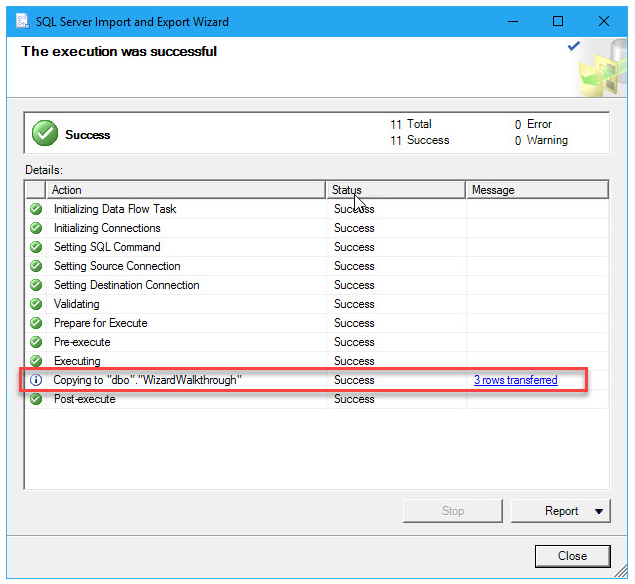 SQL Server Import and Export Wizard
The execution was successful
Success
11 Total 0 Error
11 Success 0 Warning
Details:
Action Status Message
Initializing Data Flow Task Success
Initializing Connections Success
Setting SQL Command Success
Setting Source Connection Success
Setting Destination Connection Success
Validating Success
Prepare for Execute Success
Pre-execute Success
Executing Success
Copying to "dbo"."WizardWalkthrough" Success 3 rows transferred
Post-execute Success
Stop Report
Close